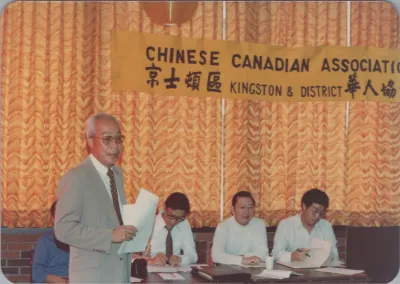 CHINESE CANADIAN ASSOCIATI
京士頓區 KINGSTON & DISTRICT 華人協